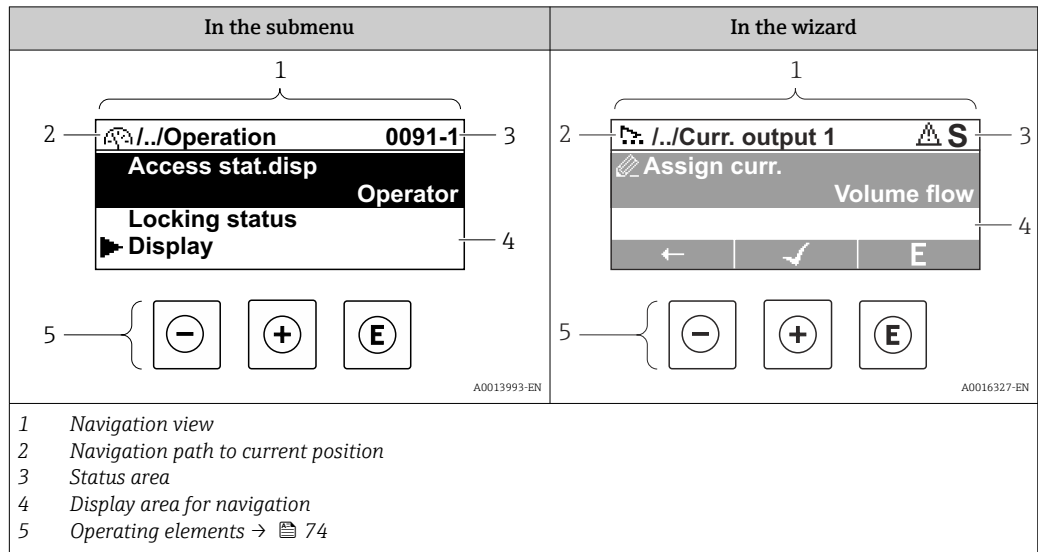 In the submenu
In the wizard
1
2
/../Operation 0091-1
3
Access stat.disp
Operator
Locking status
Display
4
5
- + E
A0013993-EN
1
2
/../Curr. output 1 S
3
Assign curr.
Volume flow
4
← ✓ E
5
- + E
A0016327-EN
1 Navigation view
2 Navigation path to current position
3 Status area
4 Display area for navigation
5 Operating elements → 74